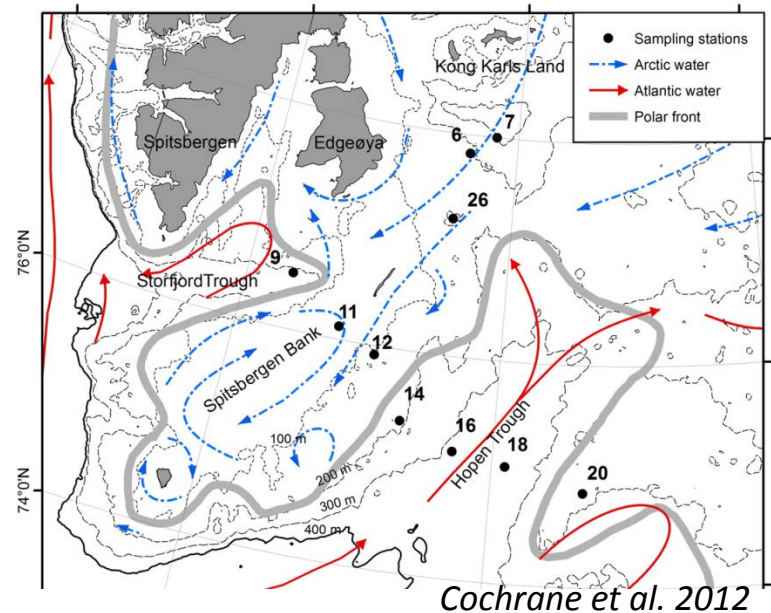 Sampling stations
Arctic water
Atlantic water
Polar front
Kong Karls Land
Spitsbergen
Edgeøya
7
6
26
76°N
9
StorfjordTrough
11
12
Spitsbergen Bank
14
16
18
Hopen Trough
20
100 m
200 m
300 m
400 m
74°N
Cochrane et al. 2012